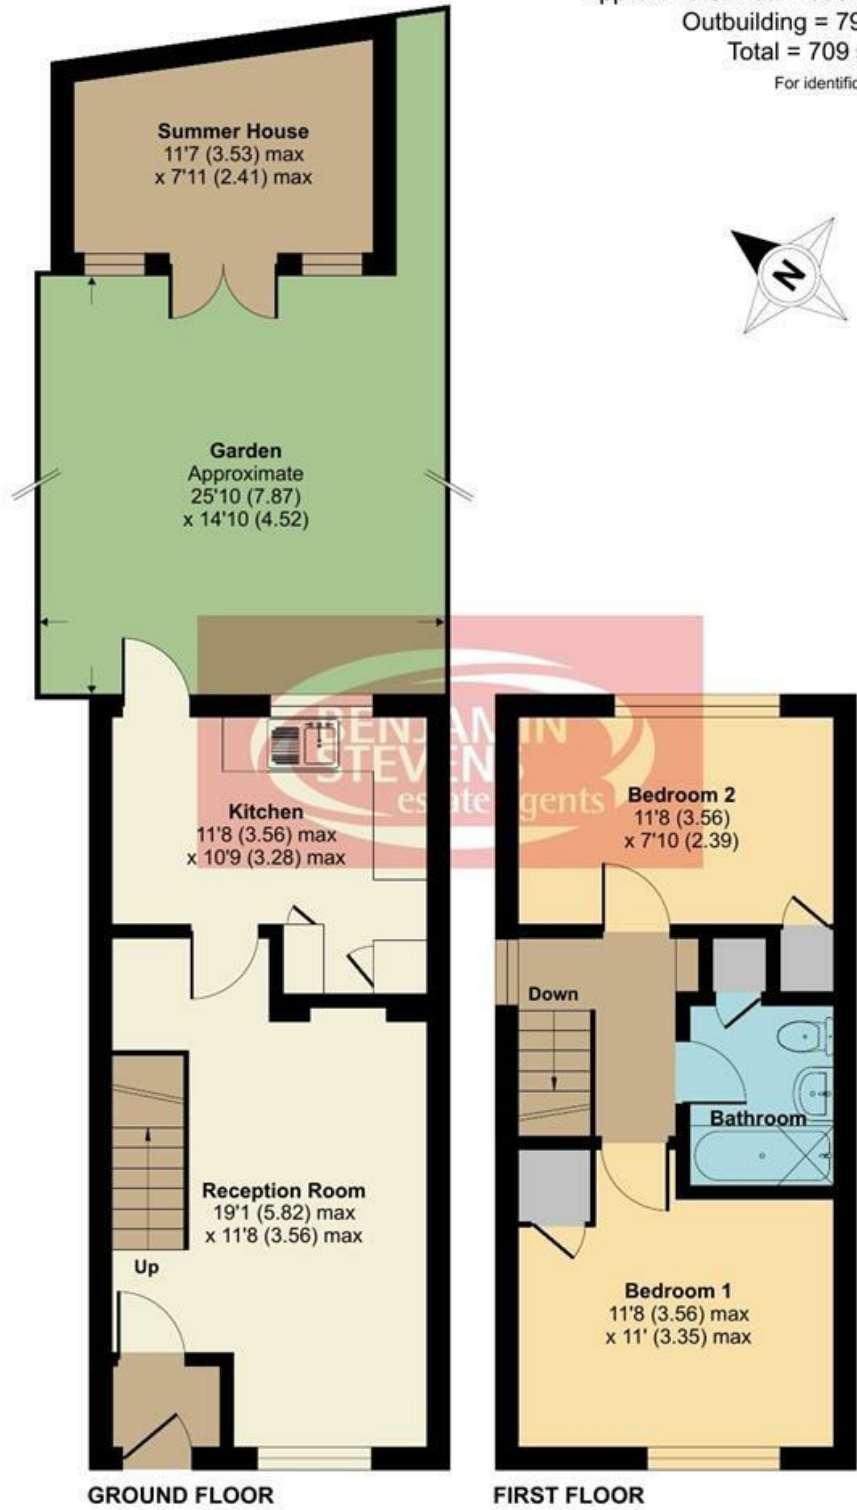 Outbuilding = 79
Total = 709
For identific
Summer House
11'7 (3.53) max
x 7'11 (2.41) max
N
Garden
Approximate
25'10 (7.87)
x 14'10 (4.52)
BENJAMIN
STEVENS
estate agents
Kitchen
11'8 (3.56) max
x 10'9 (3.28) max
Bedroom 2
11'8 (3.56)
x 7'10 (2.39)
Down
Bathroom
Reception Room
19'1 (5.82) max
x 11'8 (3.56) max
Up
Bedroom 1
11'8 (3.56) max
x 11' (3.35) max
GROUND FLOOR
FIRST FLOOR